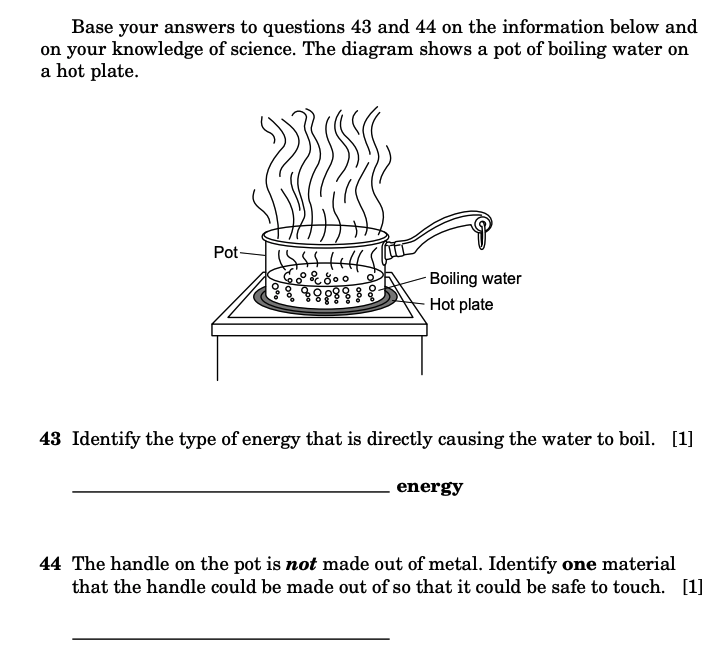 Base your answers to questions 43 and 44 on the information below and
on your knowledge of science. The diagram shows a pot of boiling water on
a hot plate.
Pot
Boiling water
Hot plate
43 Identify the type of energy that is directly causing the water to boil. [1]
energy
44 The handle on the pot is not made out of metal. Identify one material
that the handle could be made out of so that it could be safe to touch. [1]